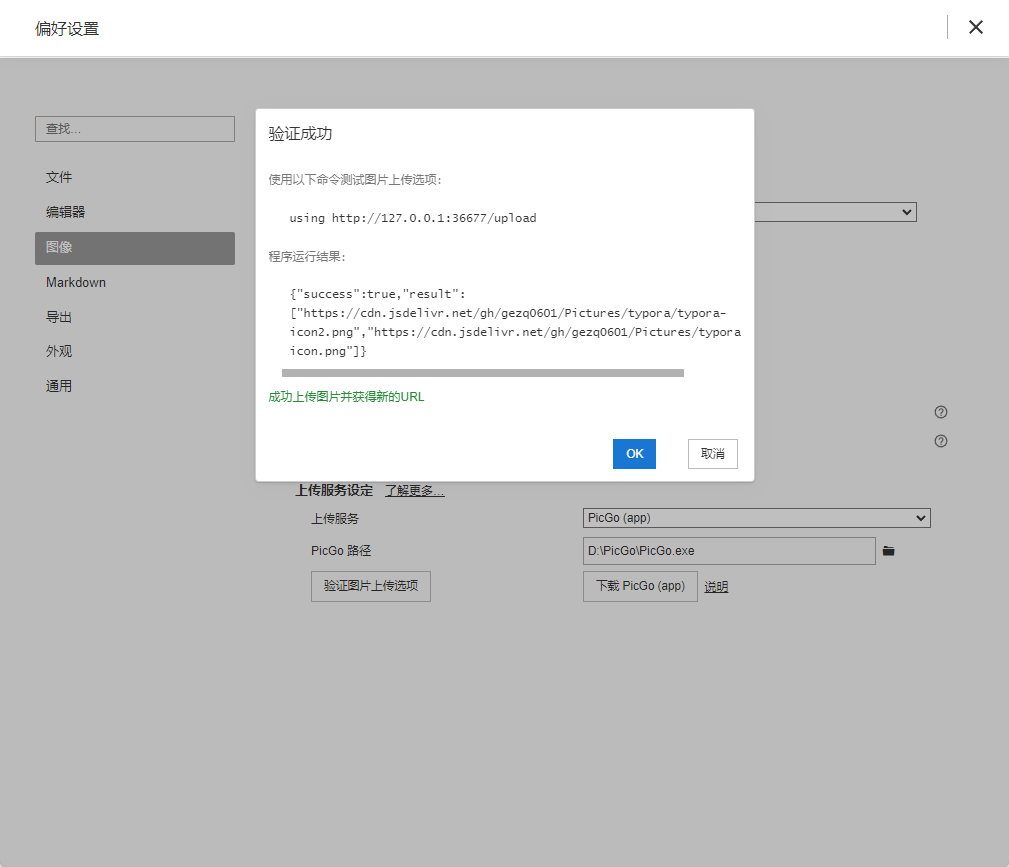 偏好设置
查找...
文件
编辑器
图像
Markdown
导出
外观
通用
验证成功
使用以下命令测试图片上传选项:
using http://127.0.0.1:36677/upload
程序运行结果:
{"success":true,"result":
["https://cdn.jsdelivr.net/gh/gezq0601/Pictures/typora/typora-
icon2.png","https://cdn.jsdelivr.net/gh/gezq0601/Pictures/typora
icon.png"]}
成功上传图片并获得新的URL
OK
取消
上传服务设定 了解更多...
上传服务 PicGo (app)
PicGo 路径 D:\PicGo\PicGo.exe
验证图片上传选项 下载 PicGo (app) 说明